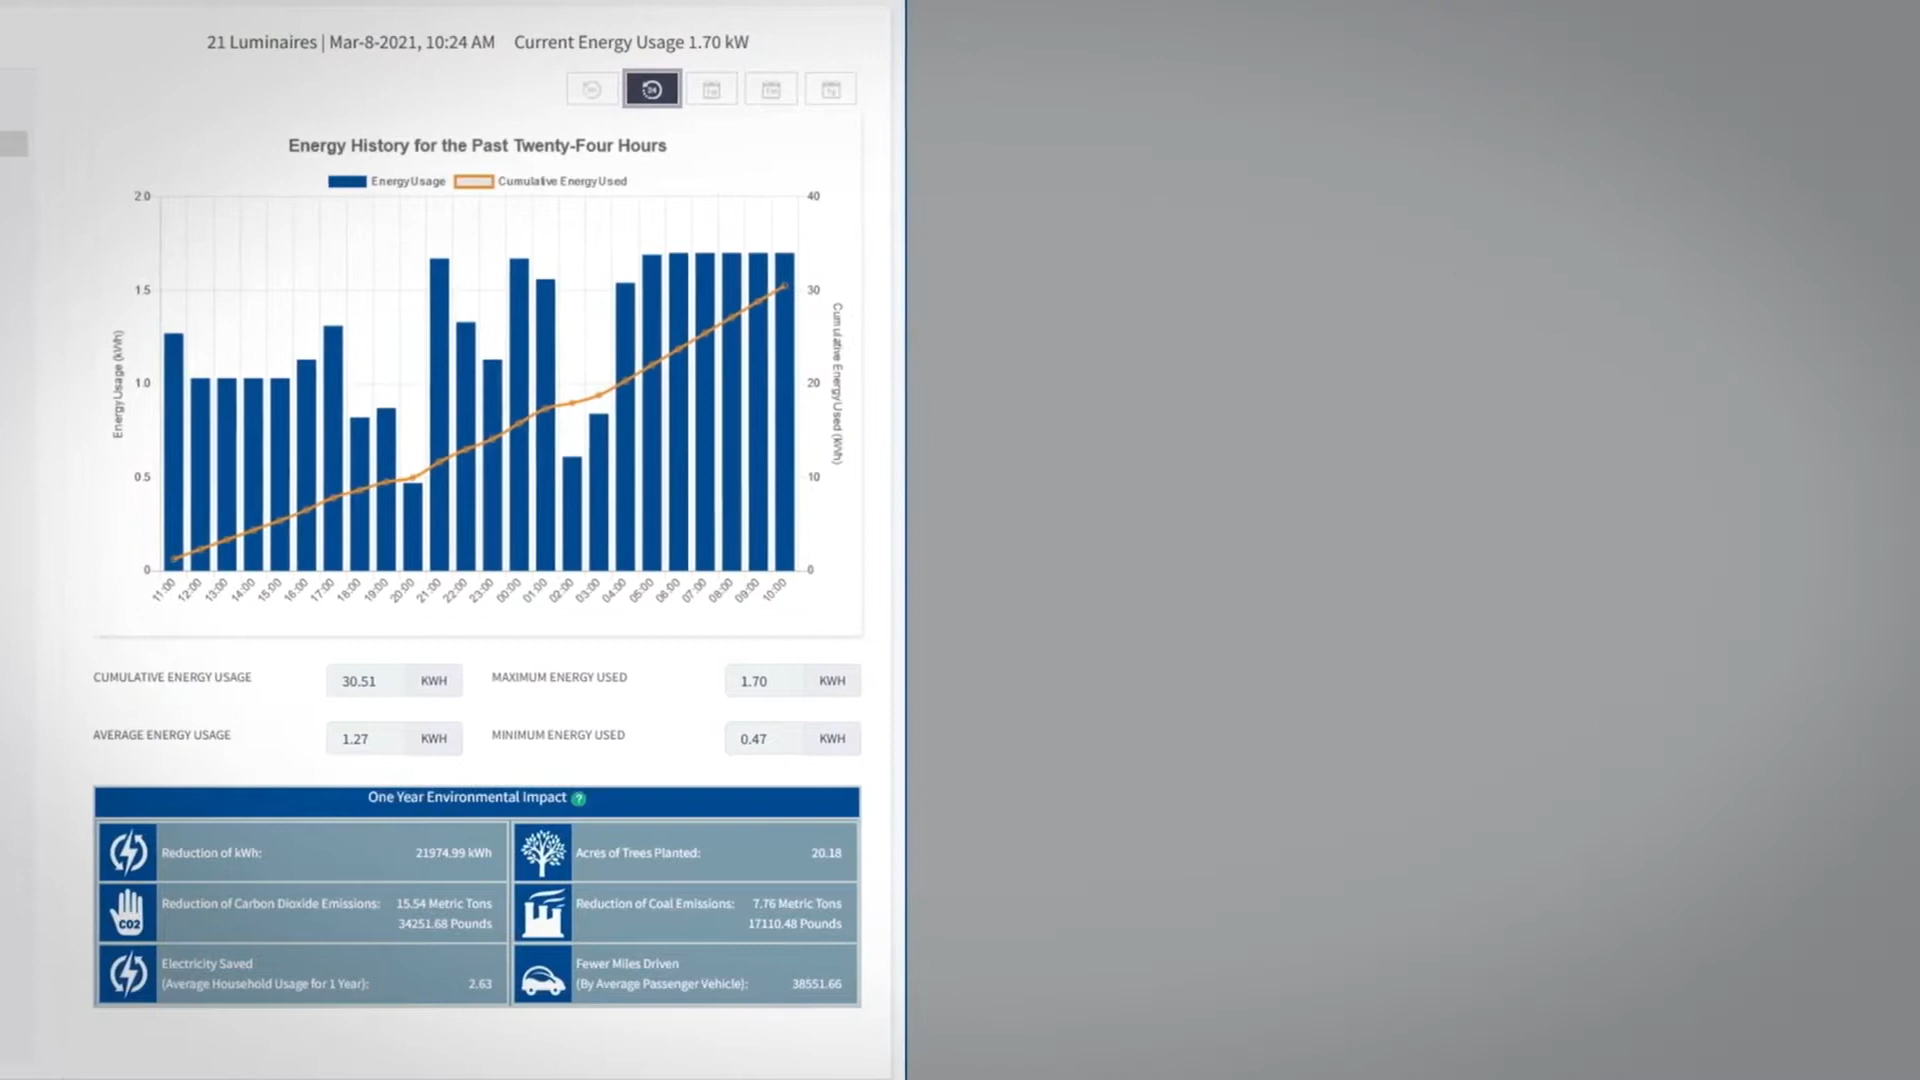 21 Luminaires | Mar-8-2021, 10:24 AM Current Energy Usage 1.70 kW
24
Energy History for the Past Twenty-Four Hours
Energy Usage Cumulative Energy Used
2.0
1.5
1.0
0.5
0
Energy Usage (kWh)
40
30
20
10
0
Cumulative Energy Used (kWh)
11:00 12:00 13:00 14:00 15:00 16:00 17:00 18:00 19:00 20:00 21:00 22:00 23:00 00:00 01:00 02:00 03:00 04:00 05:00 06:00 07:00 08:00 09:00 10:00
CUMULATIVE ENERGY USAGE 30.51 KWH MAXIMUM ENERGY USED 1.70 KWH
AVERAGE ENERGY USAGE 1.27 KWH MINIMUM ENERGY USED 0.47 KWH
One Year Environmental Impact ?
Reduction of kWh: 21974.99 kWh
Acres of Trees Planted: 20.18
CO2
Reduction of Carbon Dioxide Emissions: 15.54 Metric Tons
34251.68 Pounds
Reduction of Coal Emissions: 7.76 Metric Tons
17110.48 Pounds
Electricity Saved
(Average Household Usage for 1 Year): 2.63
Fewer Miles Driven
(By Average Passenger Vehicle): 38551.66